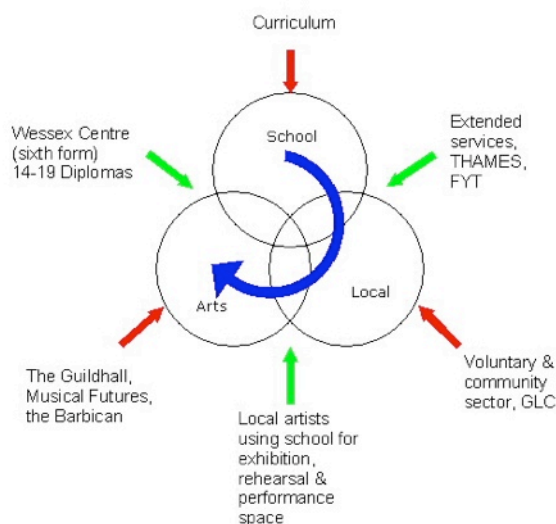 Curriculum
School
Wessex Centre
(sixth form)
14-19 Diplomas
Extended
services,
THAMES,
FYT
Arts
Local
The Guildhall,
Musical Futures,
the Barbican
Local artists
using school for
exhibition,
rehearsal &
performance
space
Voluntary &
community
sector, GLC